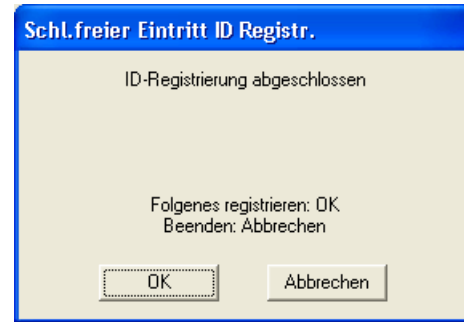 Schl.freier Eintritt ID Registr.
ID-Registrierung abgeschlossen
Folgenes registrieren: OK
Beenden: Abbrechen
OK
Abbrechen